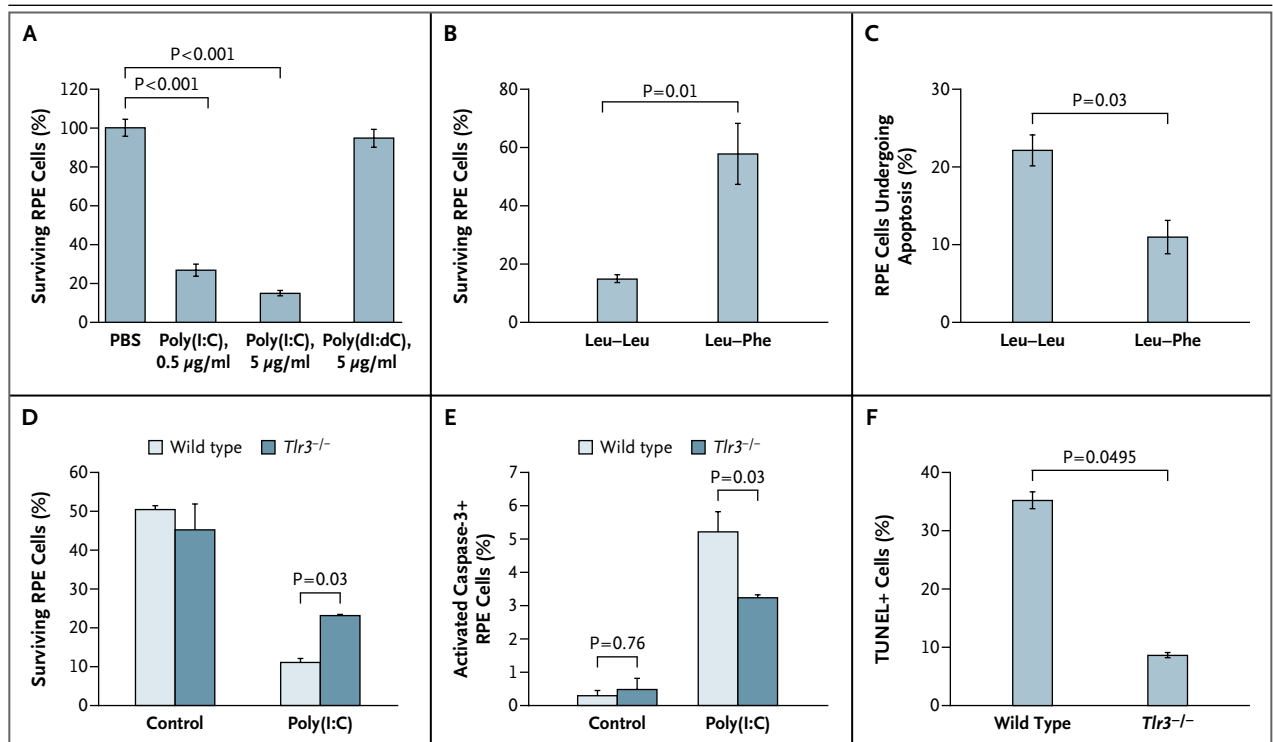 A
P<0.001
P<0.001
Surviving RPE Cells (%)
120
100
80
60
40
20
0
PBS
Poly(I:C),
0.5 µg/ml
Poly(I:C),
5 µg/ml
Poly(dI:dC),
5 µg/ml
B
P=0.01
Surviving RPE Cells (%)
80
60
40
20
0
Leu–Leu
Leu–Phe
C
P=0.03
RPE Cells Undergoing
Apoptosis (%)
30
20
10
0
Leu–Leu
Leu–Phe
D
Wild type
Tlr3−/−
Surviving RPE Cells (%)
60
50
40
30
20
10
0
P=0.03
Control
Poly(I:C)
E
Wild type
Tlr3−/−
Activated Caspase-3+
RPE Cells (%)
7
6
5
4
3
2
1
0
P=0.76
P=0.03
Control
Poly(I:C)
F
P=0.0495
TUNEL+ Cells (%)
40
30
20
10
0
Wild Type
Tlr3−/−